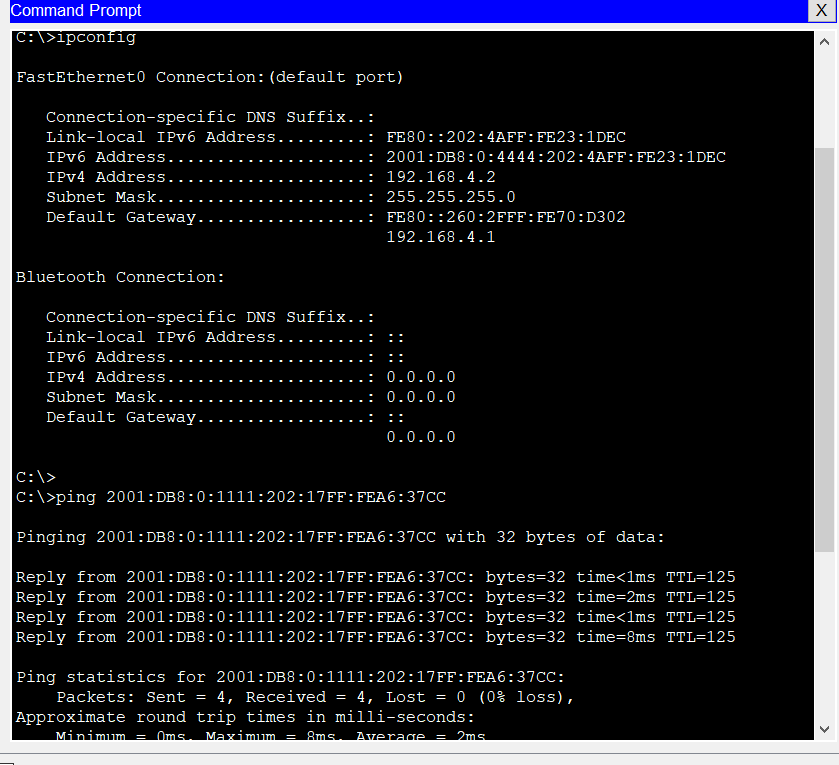 Command Prompt
X
C:\>ipconfig
FastEthernet0 Connection:(default port)
Connection-specific DNS Suffix..:
Link-local IPv6 Address.........: FE80::202:4AFF:FE23:1DEC
IPv6 Address....................: 2001:DB8:0:4444:202:4AFF:FE23:1DEC
IPv4 Address....................: 192.168.4.2
Subnet Mask.....................: 255.255.255.0
Default Gateway.................: FE80::260:2FFF:FE70:D302
192.168.4.1
Bluetooth Connection:
Connection-specific DNS Suffix..:
Link-local IPv6 Address.........: ::
IPv6 Address....................: ::
IPv4 Address....................: 0.0.0.0
Subnet Mask.....................: 0.0.0.0
Default Gateway.................: ::
0.0.0.0
C:\>
C:\>ping 2001:DB8:0:1111:202:17FF:FEA6:37CC
Pinging 2001:DB8:0:1111:202:17FF:FEA6:37CC with 32 bytes of data:
Reply from 2001:DB8:0:1111:202:17FF:FEA6:37CC: bytes=32 time<1ms TTL=125
Reply from 2001:DB8:0:1111:202:17FF:FEA6:37CC: bytes=32 time=2ms TTL=125
Reply from 2001:DB8:0:1111:202:17FF:FEA6:37CC: bytes=32 time<1ms TTL=125
Reply from 2001:DB8:0:1111:202:17FF:FEA6:37CC: bytes=32 time=8ms TTL=125
Ping statistics for 2001:DB8:0:1111:202:17FF:FEA6:37CC:
Packets: Sent = 4, Received = 4, Lost = 0 (0% loss),
Approximate round trip times in milli-seconds:
Minimum = 0ms, Maximum = 8ms, Average = 2ms